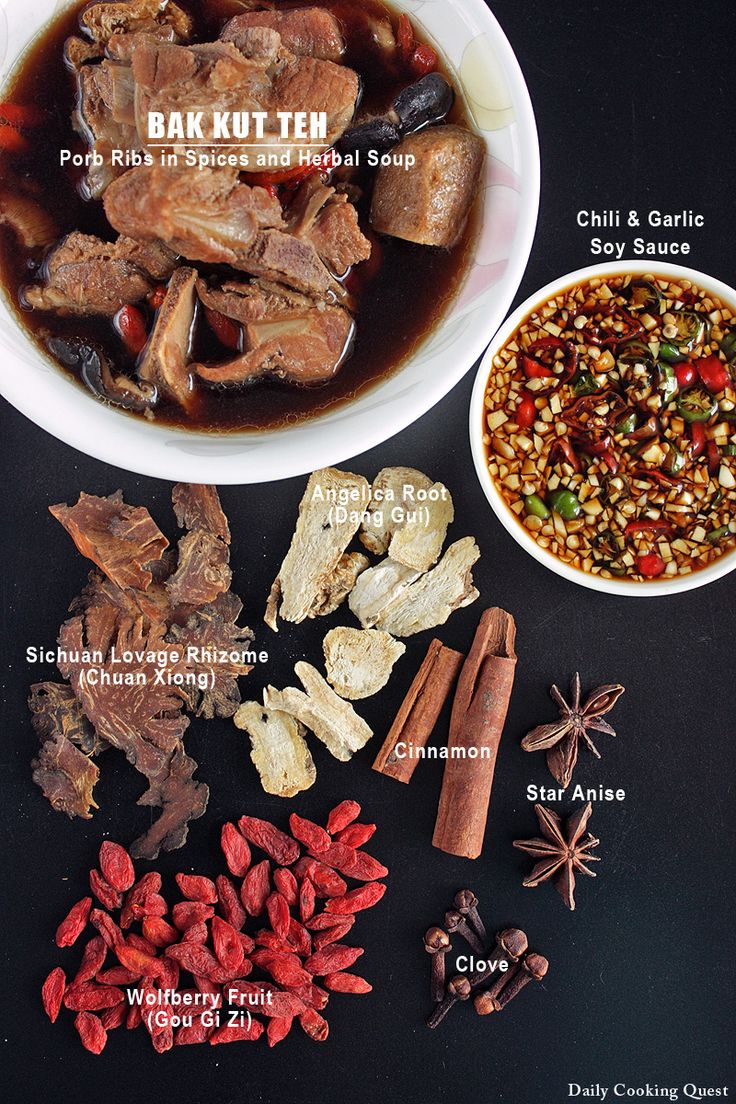 BAK KUT TEH
Porb Ribs in Spices and Herbal Soup
Chili & Garlic
Soy Sauce
Angelica Root
(Dang Gui)
Sichuan Lovage Rhizome
(Chuan Xiong)
Cinnamon
Star Anise
Clove
Wolfberry Fruit
(Gou Gi Zi)
Daily Cooking Quest